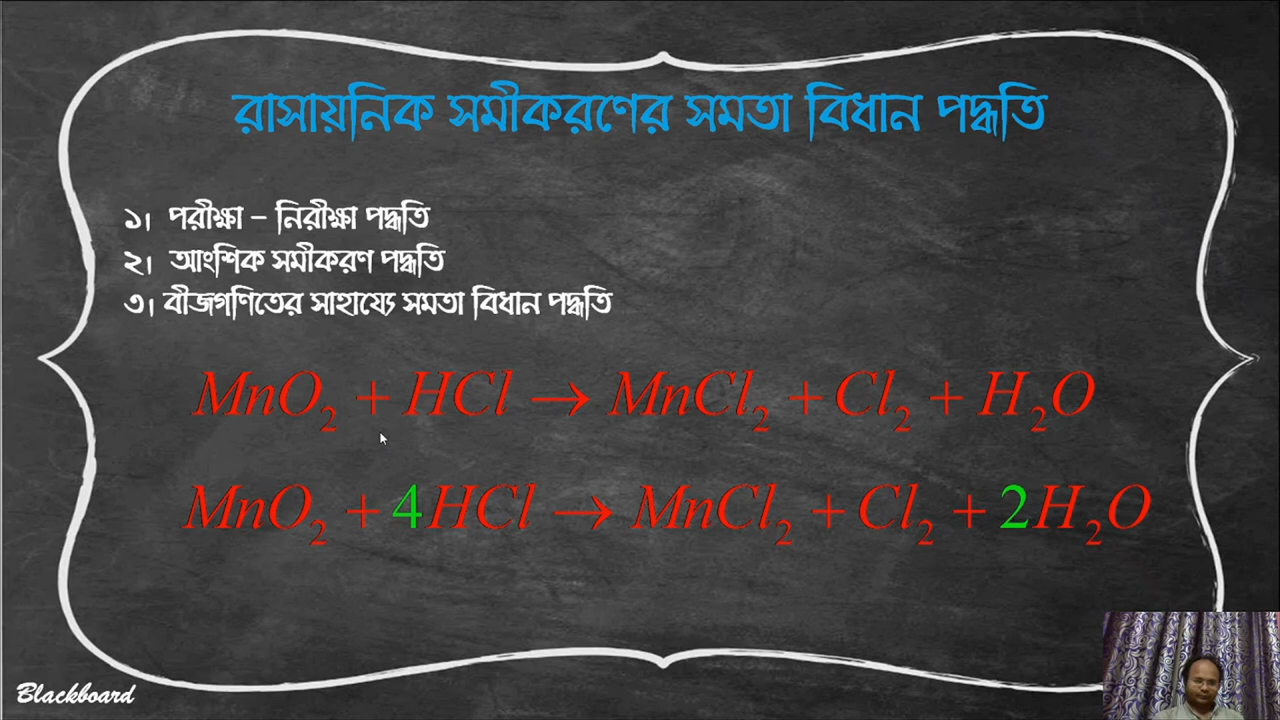 রাসায়নিক সমীকরণের সমতা বিধান পদ্ধতি
১। পরীক্ষা – নিরীক্ষা পদ্ধতি
২। আংশিক সমীকরণ পদ্ধতি
৩। বীজগণিতের সাহায্যে সমতা বিধান পদ্ধতি
MnO₂ + HCl → MnCl₂ + Cl₂ + H₂O
MnO₂ + 4HCl → MnCl₂ + Cl₂ + 2H₂O
Blackboard